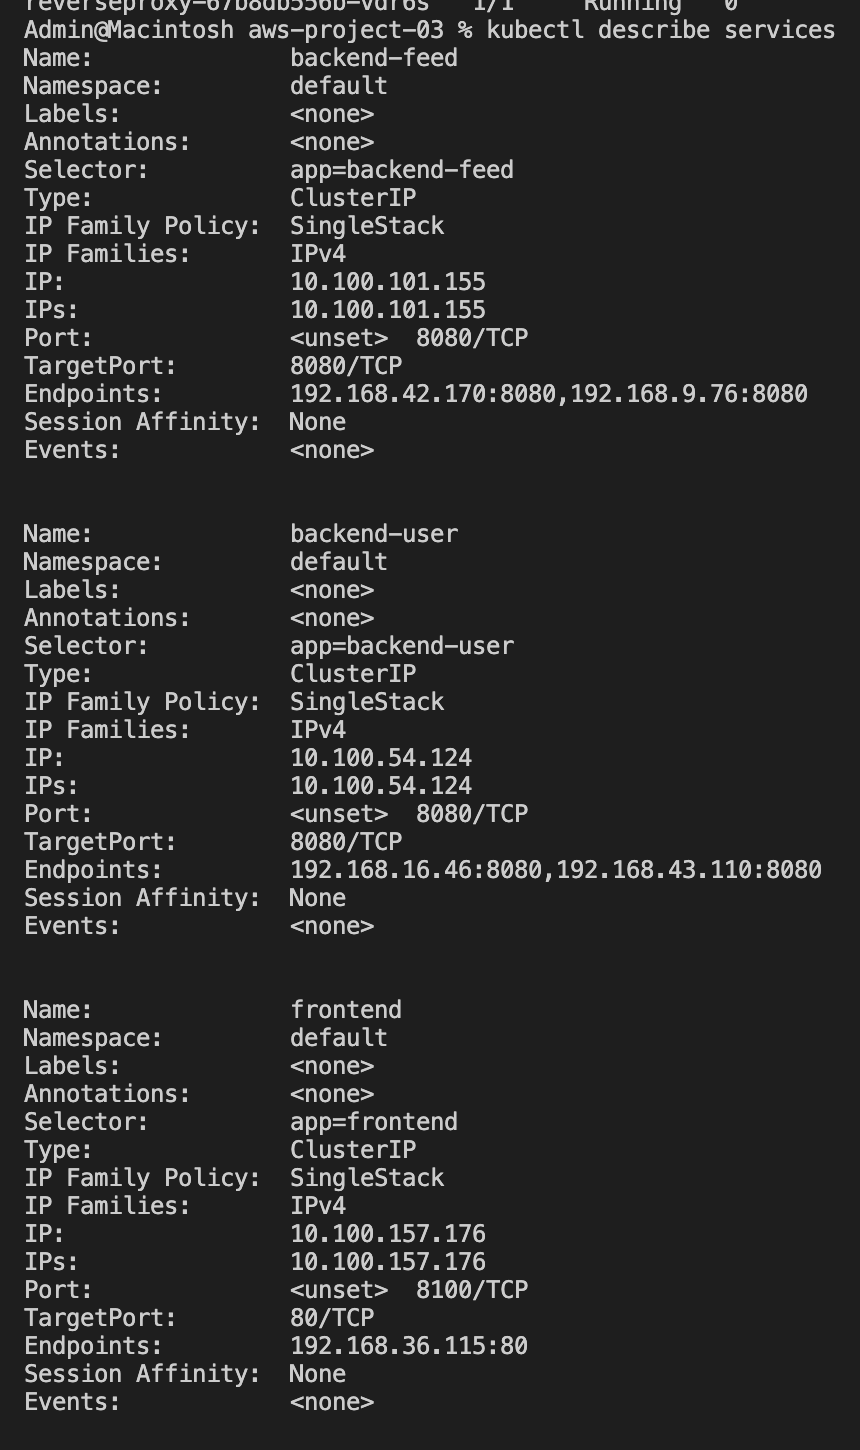 reverseproxy-67b8db556b-vdr6s   1/1     Running   0
Admin@Macintosh aws-project-03 % kubectl describe services
Name:              backend-feed
Namespace:         default
Labels:            <none>
Annotations:       <none>
Selector:          app=backend-feed
Type:              ClusterIP
IP Family Policy:  SingleStack
IP Families:       IPv4
IP:                10.100.101.155
IPs:               10.100.101.155
Port:              <unset>  8080/TCP
TargetPort:        8080/TCP
Endpoints:         192.168.42.170:8080,192.168.9.76:8080
Session Affinity:  None
Events:            <none>
Name:              backend-user
Namespace:         default
Labels:            <none>
Annotations:       <none>
Selector:          app=backend-user
Type:              ClusterIP
IP Family Policy:  SingleStack
IP Families:       IPv4
IP:                10.100.54.124
IPs:               10.100.54.124
Port:              <unset>  8080/TCP
TargetPort:        8080/TCP
Endpoints:         192.168.16.46:8080,192.168.43.110:8080
Session Affinity:  None
Events:            <none>
Name:              frontend
Namespace:         default
Labels:            <none>
Annotations:       <none>
Selector:          app=frontend
Type:              ClusterIP
IP Family Policy:  SingleStack
IP Families:       IPv4
IP:                10.100.157.176
IPs:               10.100.157.176
Port:              <unset>  8100/TCP
TargetPort:        80/TCP
Endpoints:         192.168.36.115:80
Session Affinity:  None
Events:            <none>